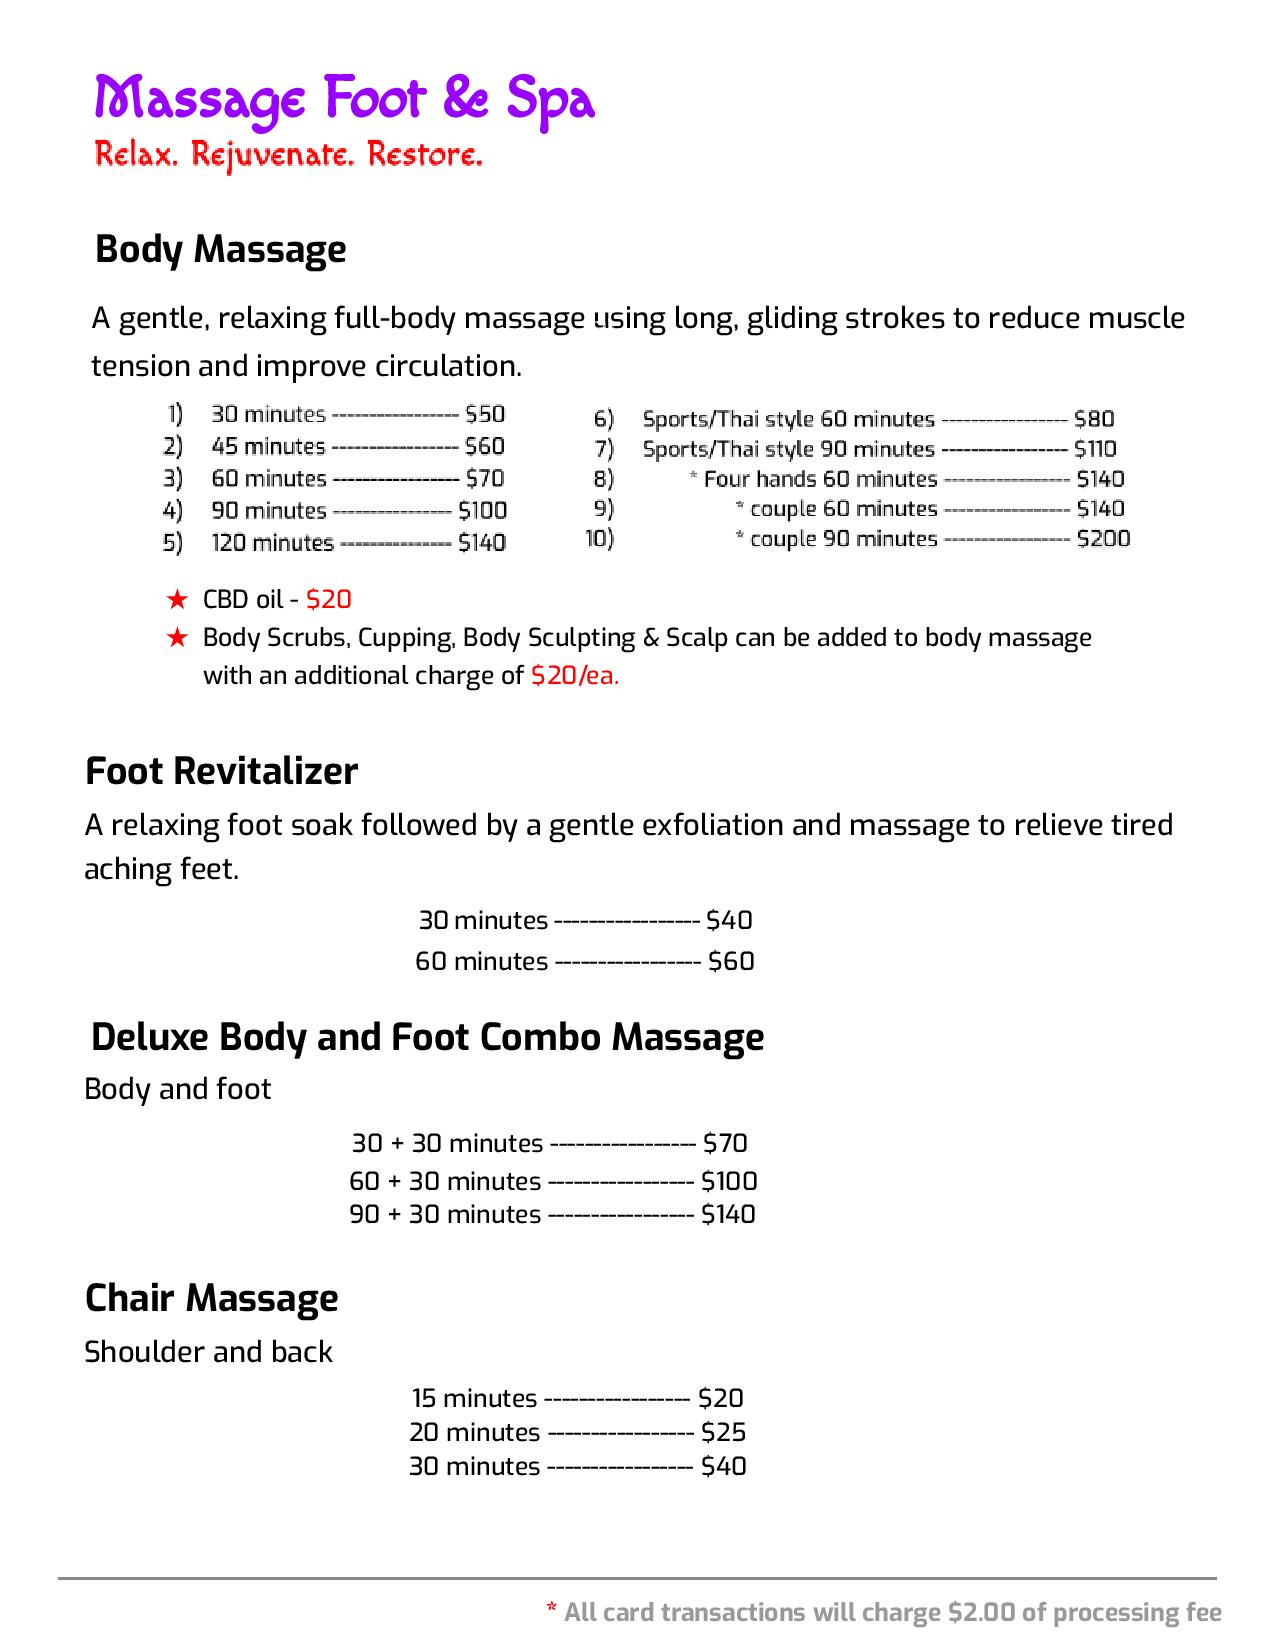 Massage Foot & Spa
Relax. Rejuvenate. Restore.
Body Massage
A gentle, relaxing full-body massage using long, gliding strokes to reduce muscle
tension and improve circulation.
1) 30 minutes ----------------- $50
2) 45 minutes ----------------- $60
3) 60 minutes ----------------- $70
4) 90 minutes ---------------- $100
5) 120 minutes --------------- $140
6) Sports/Thai style 60 minutes ----------------- $80
7) Sports/Thai style 90 minutes ----------------- $110
8) * Four hands 60 minutes ----------------- $140
9) * couple 60 minutes ----------------- $140
10) * couple 90 minutes ----------------- $200
★ CBD oil - $20
★ Body Scrubs, Cupping, Body Sculpting & Scalp can be added to body massage
with an additional charge of $20/ea.
Foot Revitalizer
A relaxing foot soak followed by a gentle exfoliation and massage to relieve tired
aching feet.
30 minutes ----------------- $40
60 minutes ----------------- $60
Deluxe Body and Foot Combo Massage
Body and foot
30 + 30 minutes ----------------- $70
60 + 30 minutes ----------------- $100
90 + 30 minutes ----------------- $140
Chair Massage
Shoulder and back
15 minutes ----------------- $20
20 minutes ----------------- $25
30 minutes ----------------- $40
* All card transactions will charge $2.00 of processing fee